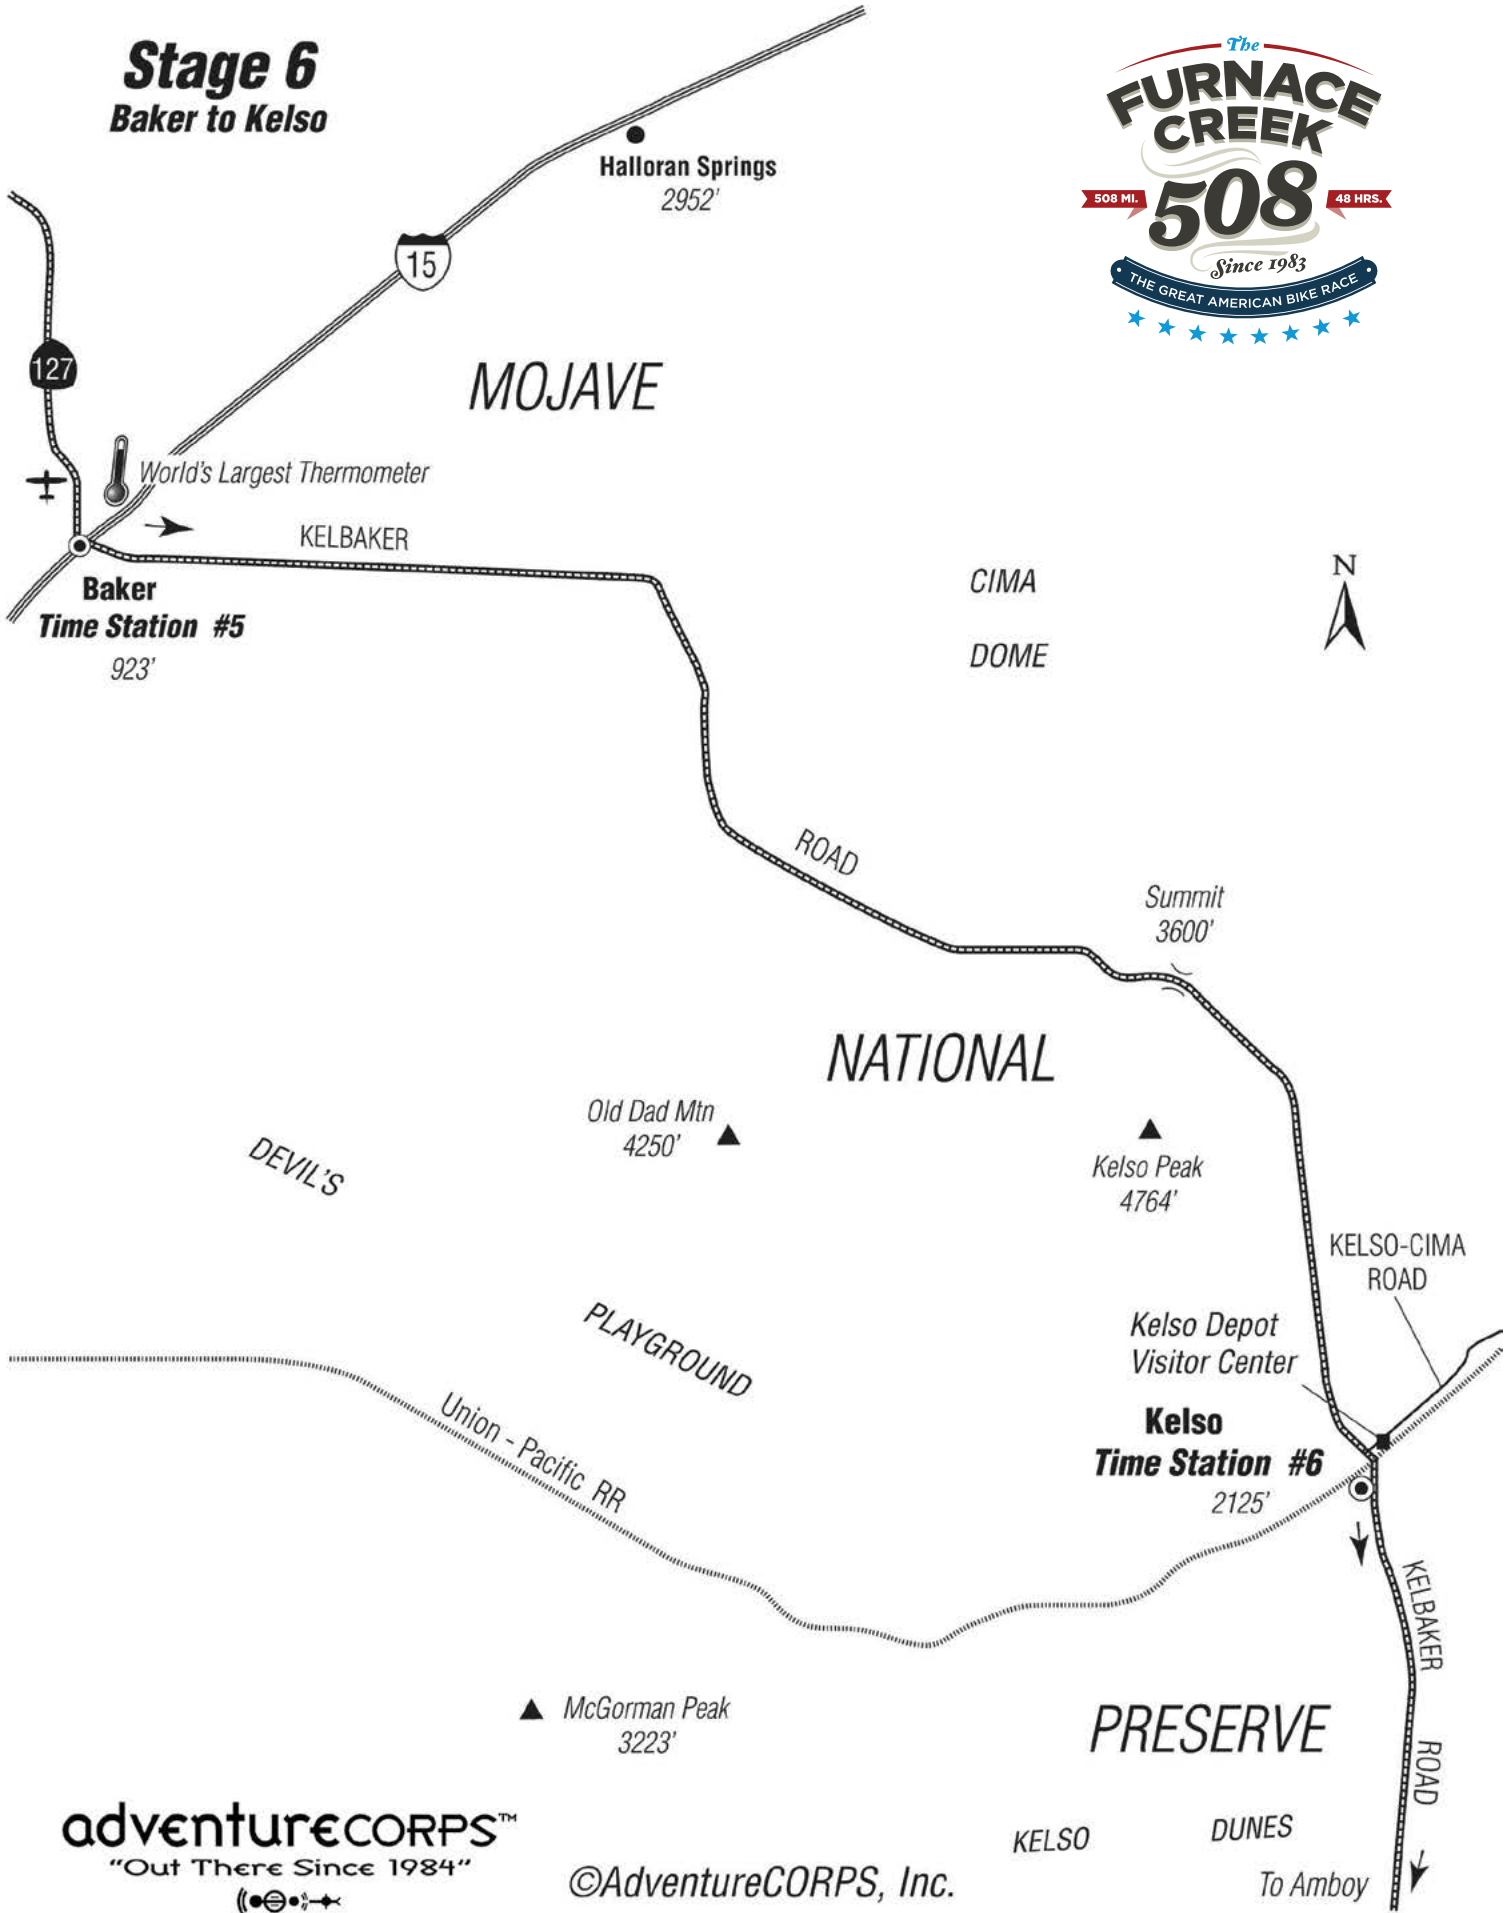 Stage 6
Baker to Kelso
The
FURNACE
CREEK
508
508 MI.
48 HRS.
Since 1983
THE GREAT AMERICAN BIKE RACE
Halloran Springs
2952'
15
127
MOJAVE
World's Largest Thermometer
KELBAKER
Baker
Time Station #5
923'
CIMA
DOME
N
ROAD
Summit
3600'
NATIONAL
Old Dad Mtn
4250'
Kelso Peak
4764'
DEVIL'S
PLAYGROUND
KELSO-CIMA
ROAD
Kelso Depot
Visitor Center
Kelso
Time Station #6
2125'
Union - Pacific RR
KELBAKER
ROAD
McGorman Peak
3223'
PRESERVE
KELSO
DUNES
To Amboy
adventureCORPS™
"Out There Since 1984"
©AdventureCORPS, Inc.